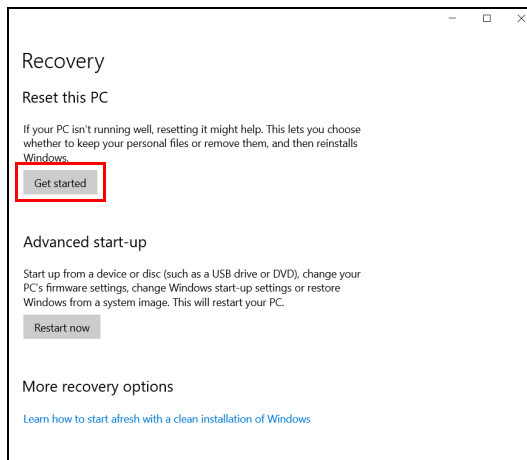 Recovery
Reset this PC
If your PC isn't running well, resetting it might help. This lets you choose
whether to keep your personal files or remove them, and then reinstalls
Windows.
Get started
Advanced start-up
Start up from a device or disc (such as a USB drive or DVD), change your
PC's firmware settings, change Windows start-up settings or restore
Windows from a system image. This will restart your PC.
Restart now
More recovery options
Learn how to start afresh with a clean installation of Windows